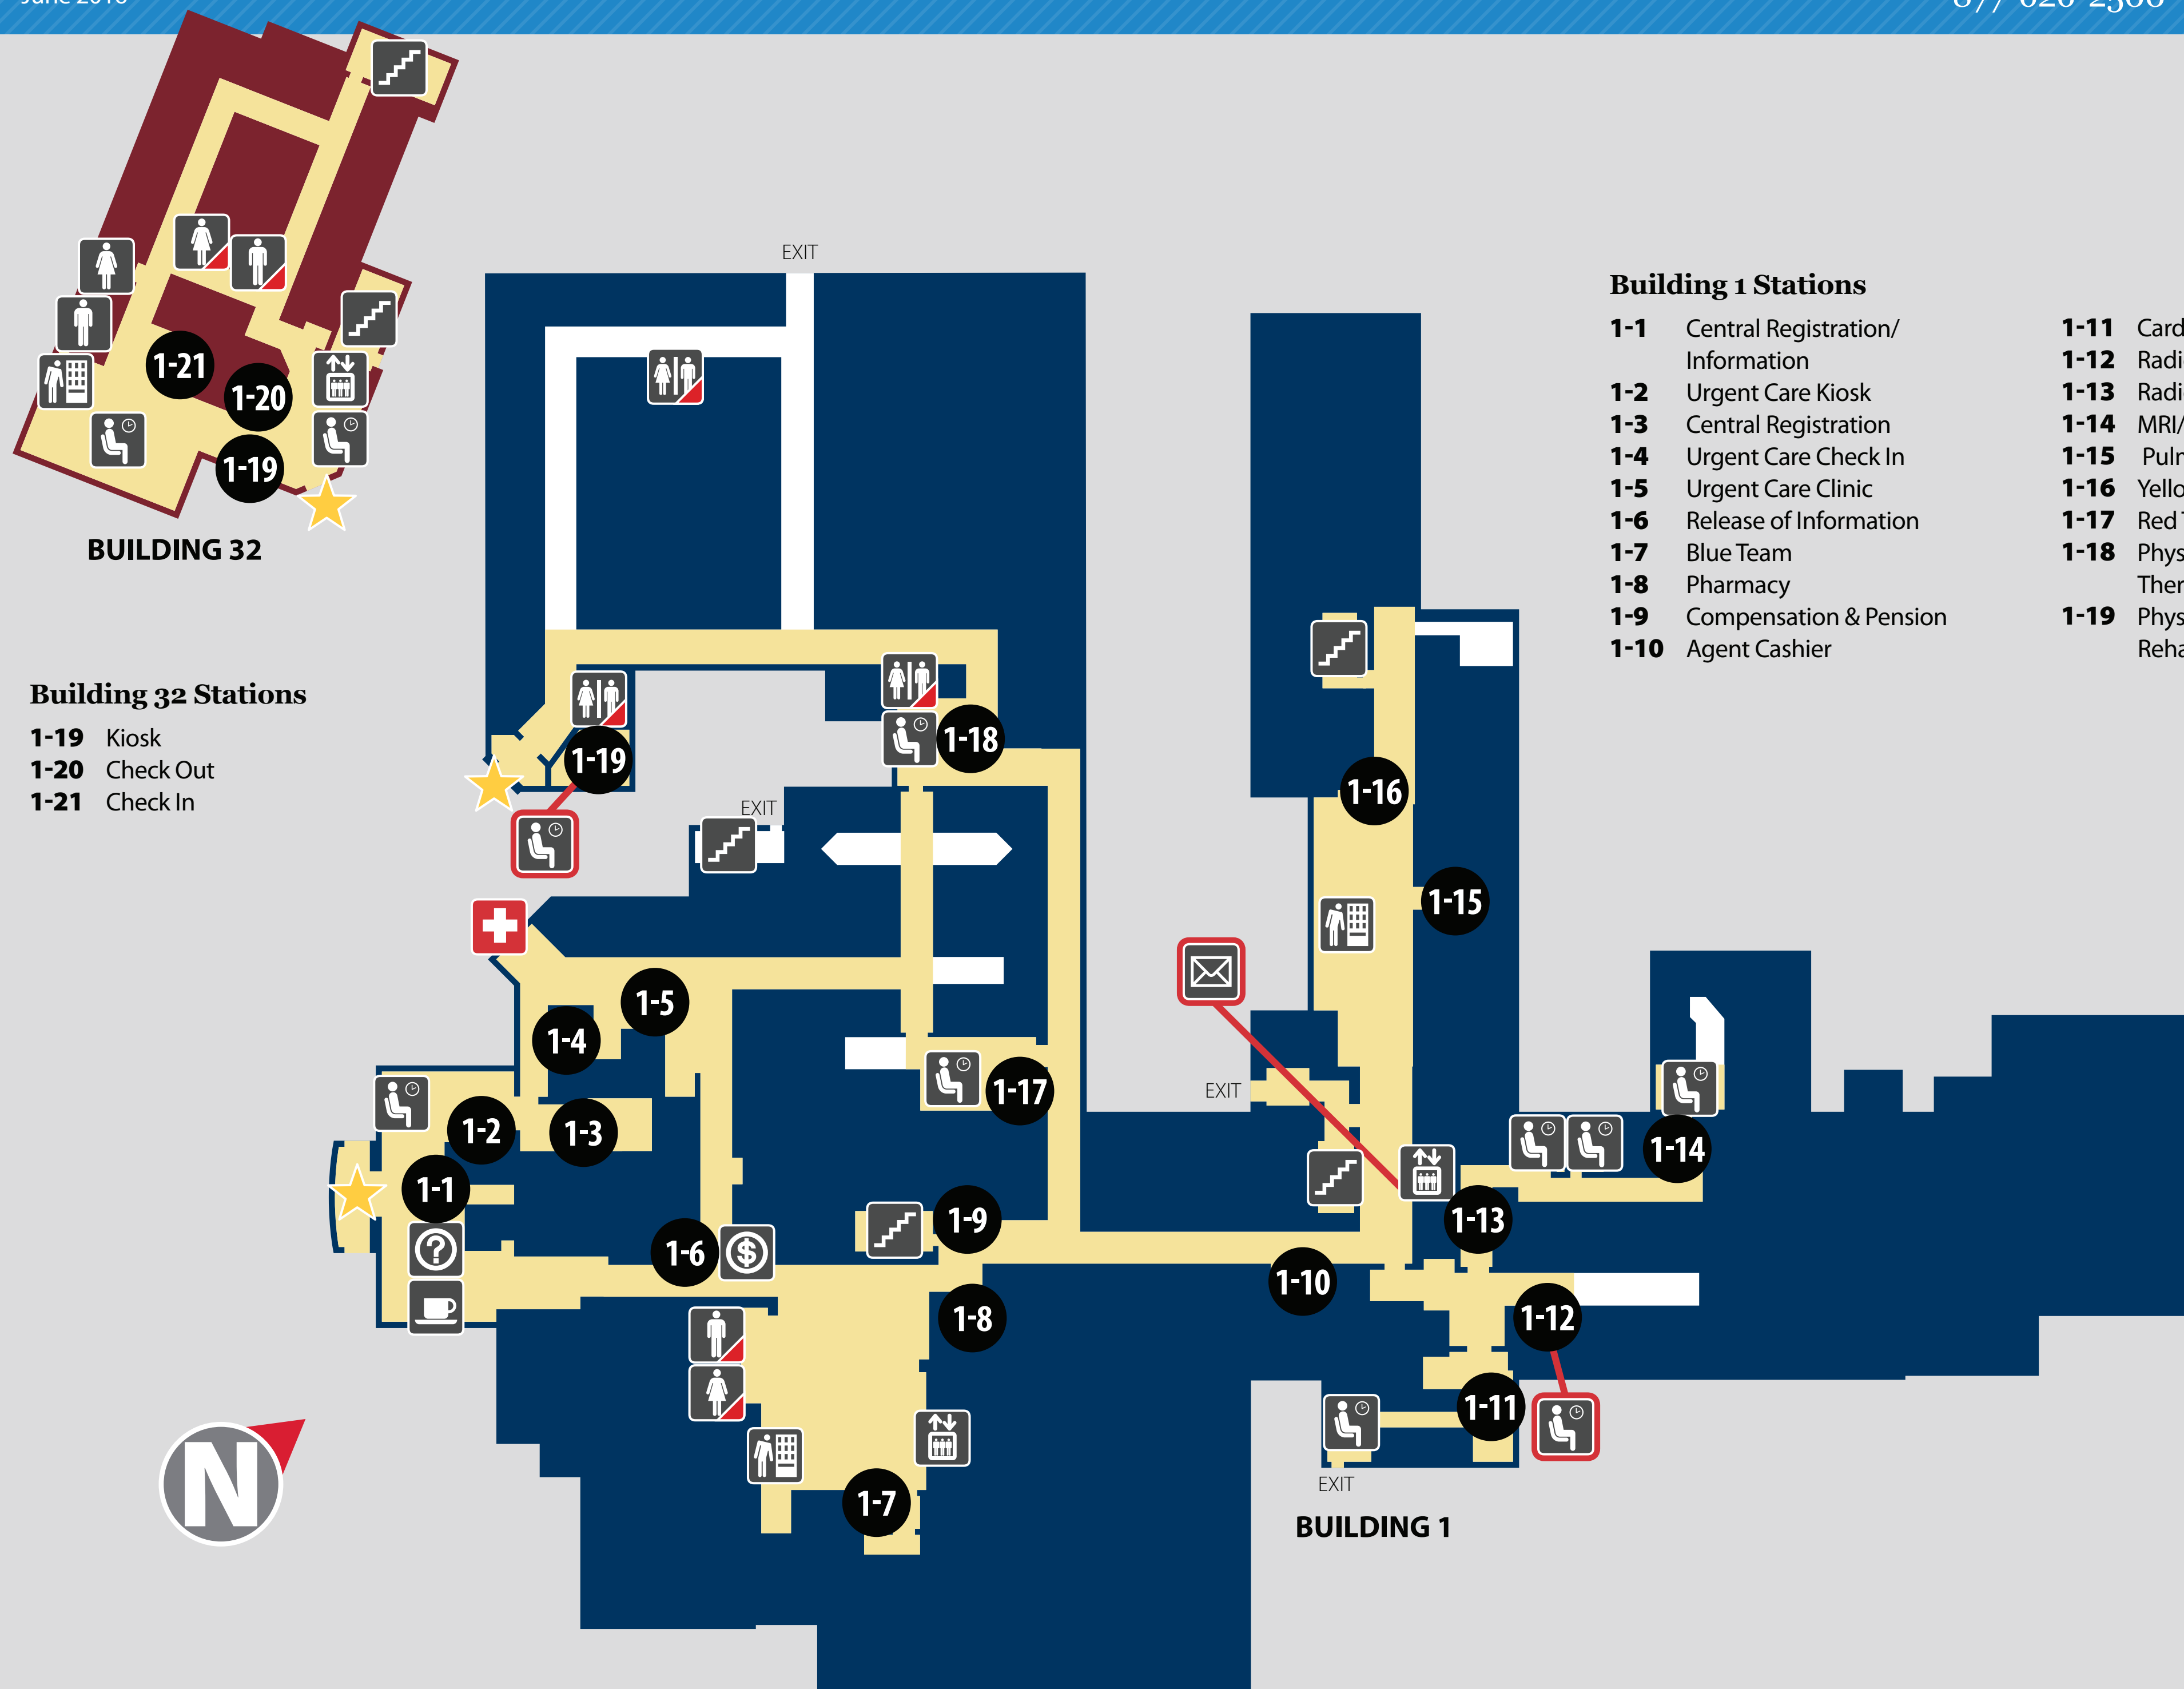 June 2016
EXIT
Building 1 Stations
1-1 Central Registration/
Information
1-2 Urgent Care Kiosk
1-3 Central Registration
1-4 Urgent Care Check In
1-5 Urgent Care Clinic
1-6 Release of Information
1-7 Blue Team
1-8 Pharmacy
1-9 Compensation & Pension
1-10 Agent Cashier
1-11
1-12
1-13
1-14 MRI/
1-15
1-16
1-17 Red
1-18
1-19
1-21
1-20
1-19
BUILDING 32
Building 32 Stations
1-19 Kiosk
1-20 Check Out
1-21 Check In
1-19
1-18
EXIT
1-16
1-15
1-5
1-4
1-17
EXIT
1-2
1-3
1-14
1-1
1-9
1-13
?
1-6
$
1-10
1-8
1-12
1-11
N
1-7
EXIT
BUILDING 1